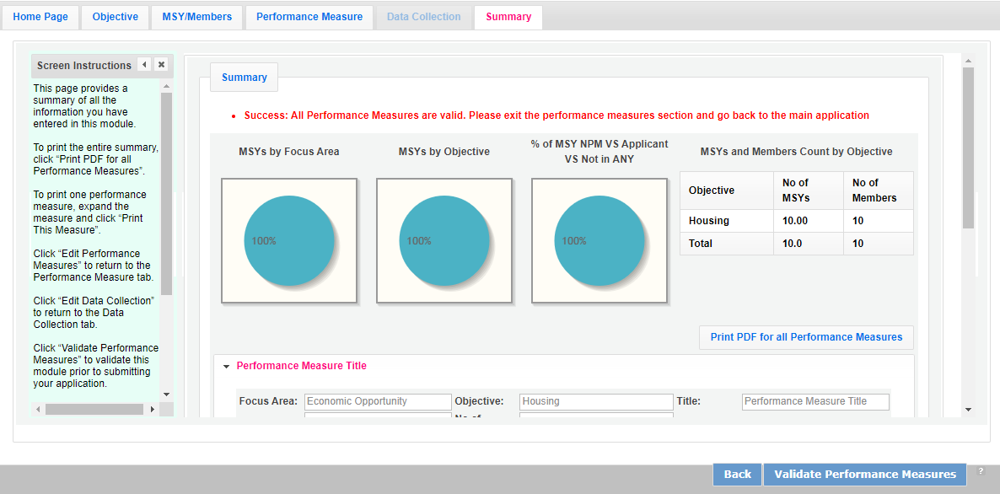 Home Page
Objective
MSY/Members
Performance Measure
Data Collection
Summary
Screen Instructions
This page provides a
summary of all the
information you have
entered in this module.
To print the entire summary,
click “Print PDF for all
Performance Measures”.
To print one performance
measure, expand the
measure and click “Print
This Measure”.
Click “Edit Performance
Measures” to return to the
Performance Measure tab.
Click “Edit Data Collection”
to return to the Data
Collection tab.
Click “Validate Performance
Measures” to validate this
module prior to submitting
your application.
Summary
• Success: All Performance Measures are valid. Please exit the performance measures section and go back to the main application
MSYs by Focus Area
100%
MSYs by Objective
100%
% of MSY NPM VS Applicant
VS Not in ANY
100%
MSYs and Members Count by Objective
Objective
No of
MSYs
No of
Members
Housing 10.00 10
Total 10.0 10
Print PDF for all Performance Measures
Performance Measure Title
Focus Area: Economic Opportunity Objective: Housing Title: Performance Measure Title
No of
Back
Validate Performance Measures
?